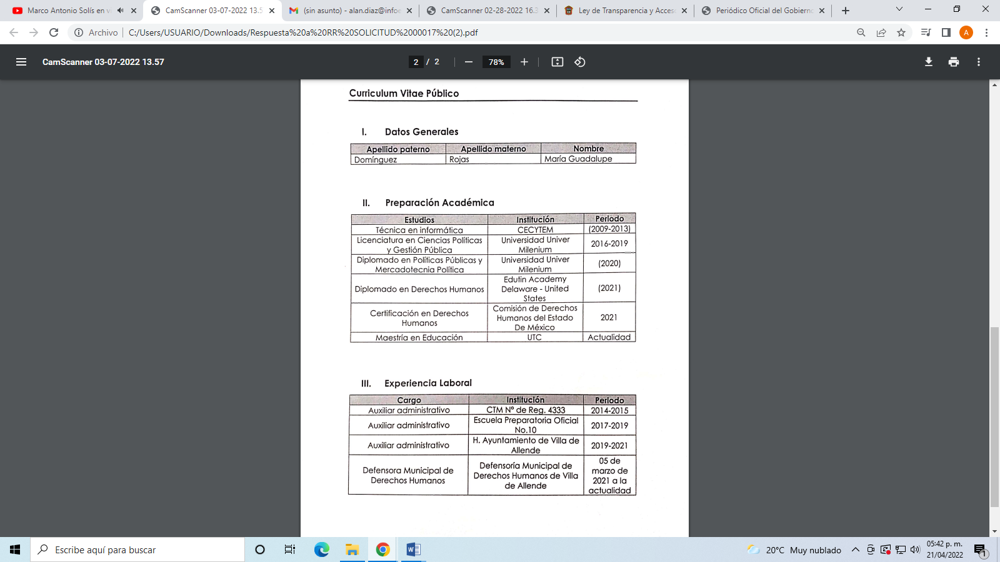 Marco Antonio Solís en vi
CamScanner 03-07-2022 13.5
(sin asunto) - alan.diaz@infoe
CamScanner 02-28-2022 16.3
Ley de Transparencia y Acceso
Periódico Oficial del Gobierno
Archivo
C:/Users/USUARIO/Downloads/Respuesta%20a%20RR%20SOLICITUD%2000017%20(2).pdf
A
CamScanner 03-07-2022 13.57
2 / 2
78%
Curriculum Vitae Público
I. Datos Generales
Apellido paterno Apellido materno Nombre
Domínguez Rojas María Guadalupe
II. Preparación Académica
Estudios Institución Periodo
Técnica en informática CECYTEM (2009-2013)
Licenciatura en Ciencias Políticas
y Gestión Pública
Universidad Univer
Milenium
2016-2019
Diplomado en Políticas Públicas y
Mercadotecnia Política
Universidad Univer
Milenium
(2020)
Diplomado en Derechos Humanos
Edutin Academy
Delaware - United
States
(2021)
Certificación en Derechos
Humanos
Comisión de Derechos
Humanos del Estado
De México
2021
Maestría en Educación UTC Actualidad
III. Experiencia Laboral
Cargo Institución Periodo
Auxiliar administrativo CTM Nº de Reg. 4333 2014-2015
Auxiliar administrativo
Escuela Preparatoria Oficial
No.10
2017-2019
Auxiliar administrativo
H. Ayuntamiento de Villa de
Allende
2019-2021
Defensora Municipal de
Derechos Humanos
Defensoría Municipal de
Derechos Humanos de Villa
de Allende
05 de
marzo de
2021 a la
actualidad
Escribe aquí para buscar
20°C Muy nublado
05:42 p. m.
21/04/2022
1